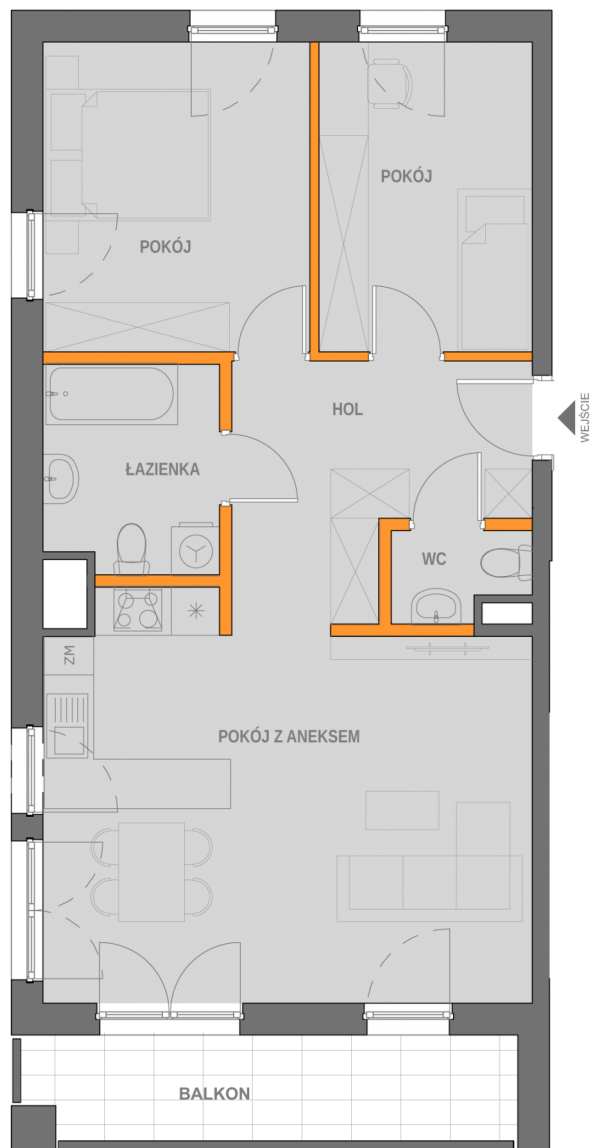 POKÓJ
POKÓJ
HOL
WEJŚCIE
ŁAZIENKA
WC
ZM
POKÓJ Z ANEKSEM
BALKON